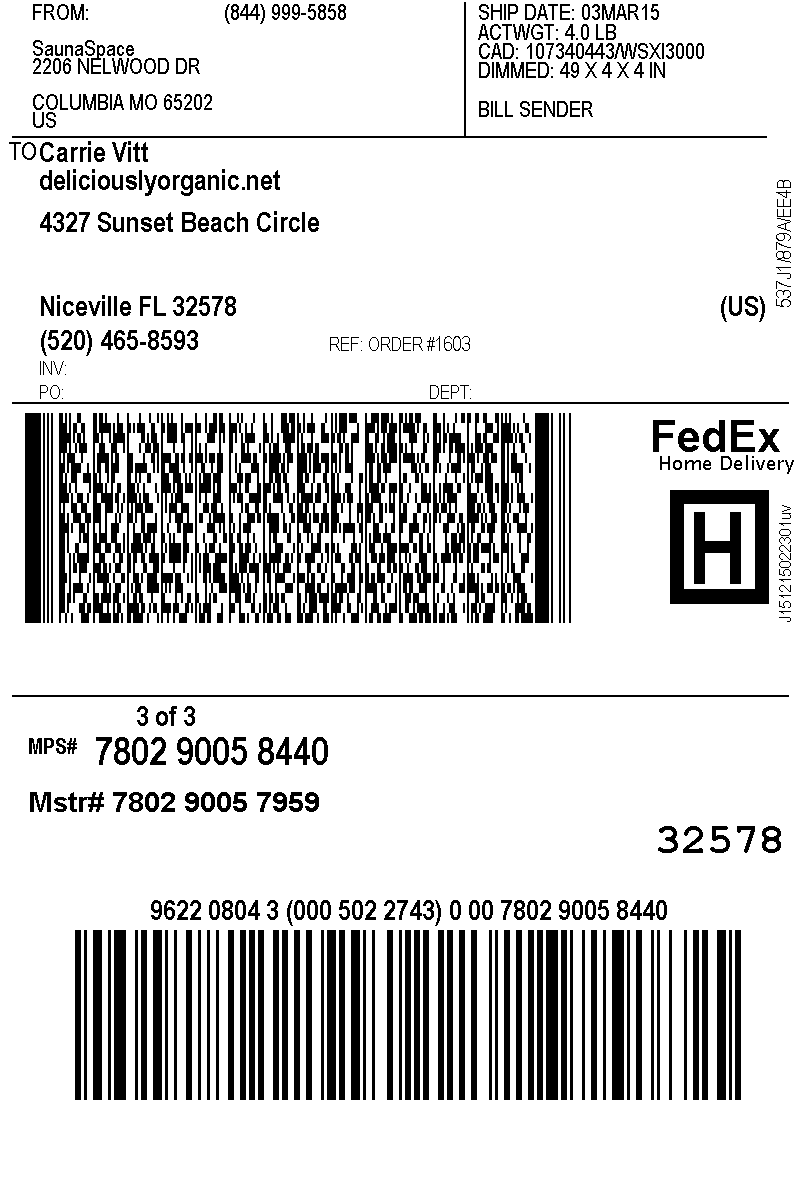 FROM: (844) 999-5858
SaunaSpace
2206 NELWOOD DR
COLUMBIA MO 65202
US
SHIP DATE: 03MAR15
ACTWGT: 4.0 LB
CAD: 107340443/WSXI3000
DIMMED: 49 X 4 X 4 IN
BILL SENDER
TO Carrie Vitt
deliciouslyorganic.net
4327 Sunset Beach Circle
Niceville FL 32578 (US)
(520) 465-8593 REF: ORDER #1603
INV:
PO: DEPT:
537J1/879A/EE4B
FedEx
Home Delivery
H
J151215022301uv
3 of 3
MPS# 7802 9005 8440
Mstr# 7802 9005 7959
32578
9622 0804 3 (000 502 2743) 0 00 7802 9005 8440